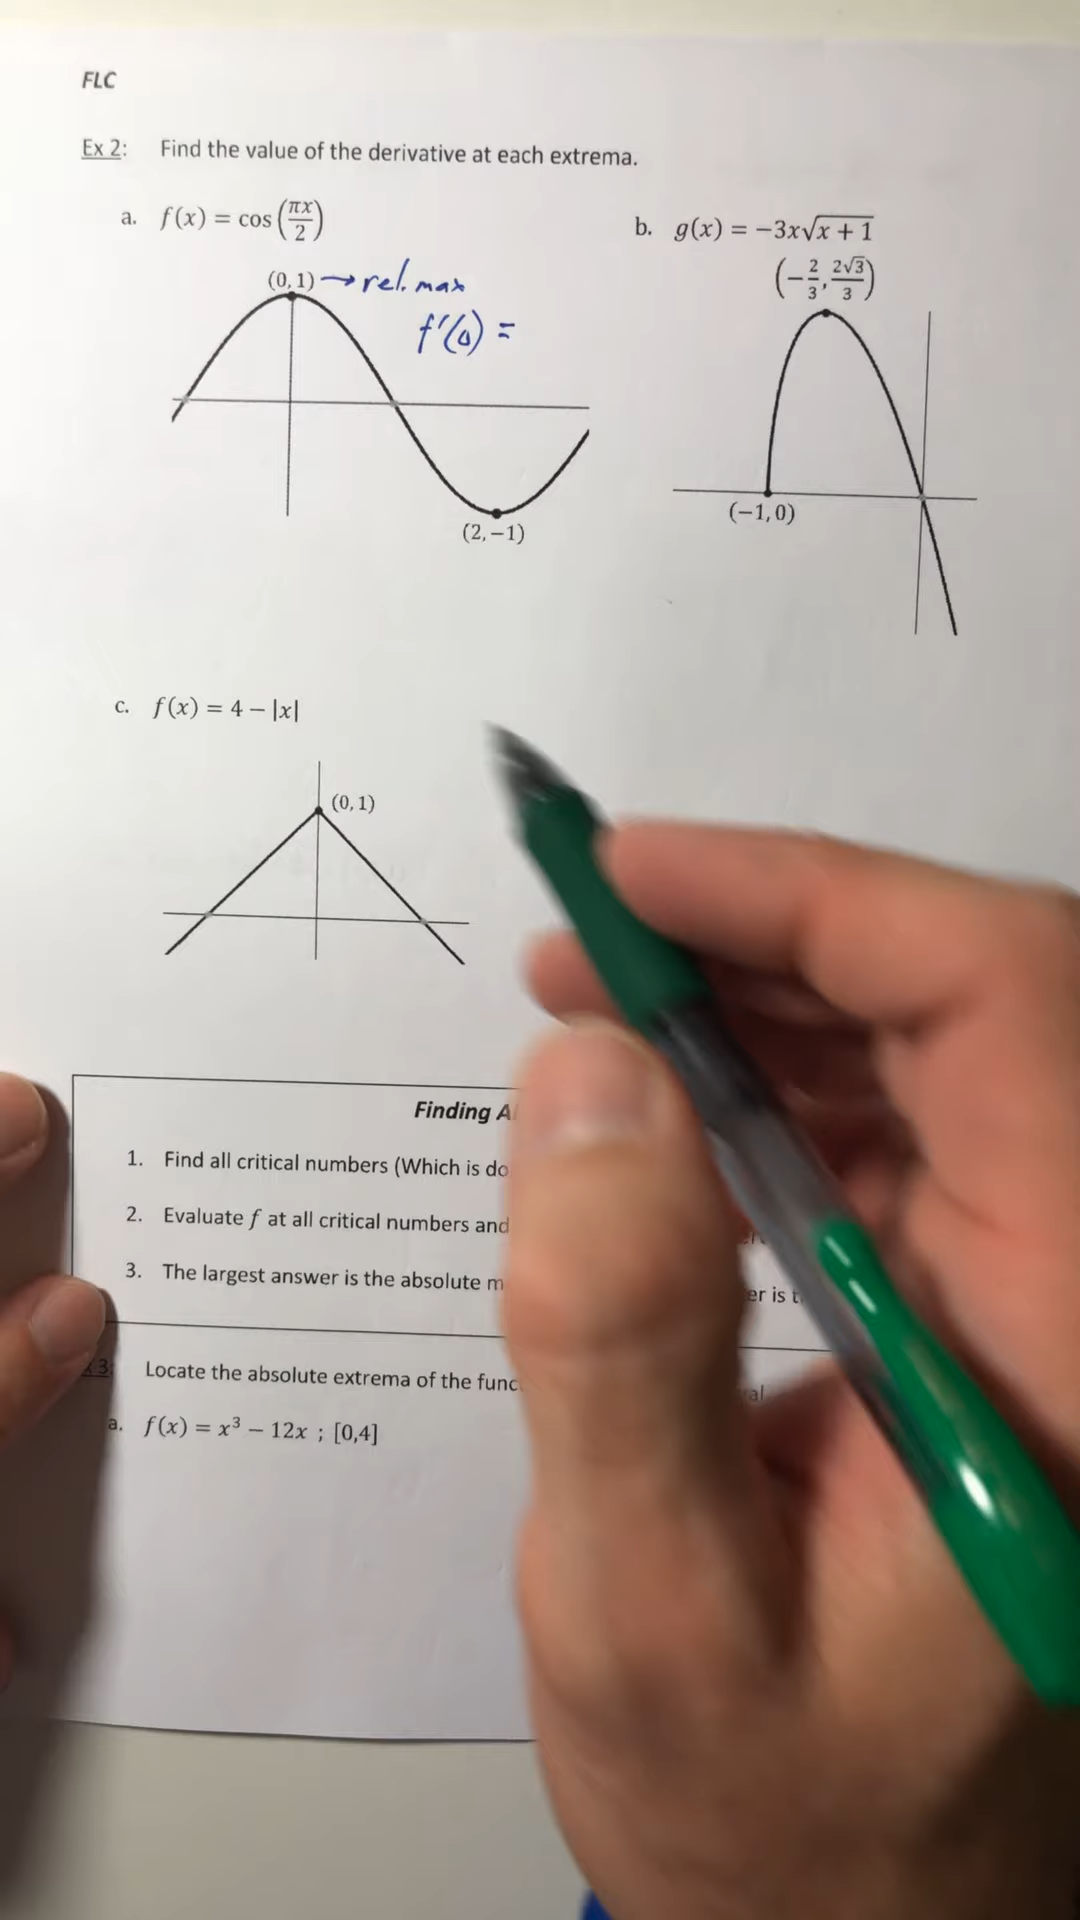 FLC
Ex 2: Find the value of the derivative at each extrema.
a. f(x) = cos(πx/2)
b. g(x) = −3x√(x + 1)
(0, 1) → rel. max
f'(0) =
(−2/3, 2√3/3)
(2, −1)
(−1, 0)
c. f(x) = 4 − |x|
(0, 1)
Finding
1. Find all critical numbers (Which is
2. Evaluate f at all critical numbers and
3. The largest answer is the absolute er is
3: Locate the absolute extrema of the
a. f(x) = x³ − 12x ; [0,4]